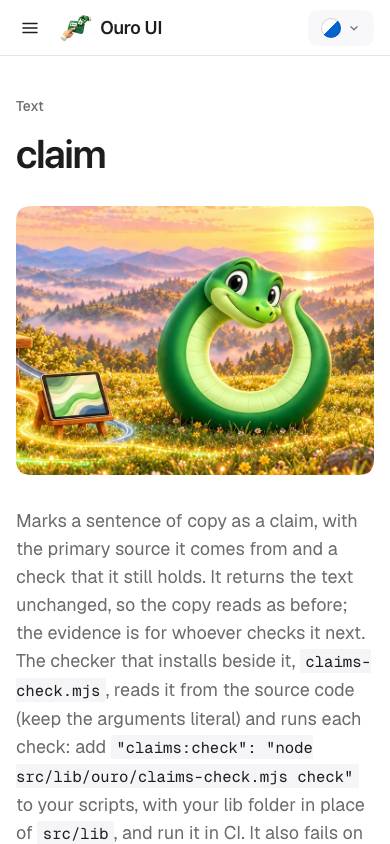 Ouro UI
Text
claim
Marks a sentence of copy as a claim, with
the primary source it comes from and a
check that it still holds. It returns the text
unchanged, so the copy reads as before;
the evidence is for whoever checks it next.
The checker that installs beside it, claims-
check.mjs, reads it from the source code
(keep the arguments literal) and runs each
check: add "claims:check": "node
src/lib/ouro/claims-check.mjs check"
to your scripts, with your lib folder in place
of src/lib, and run it in CI. It also fails on